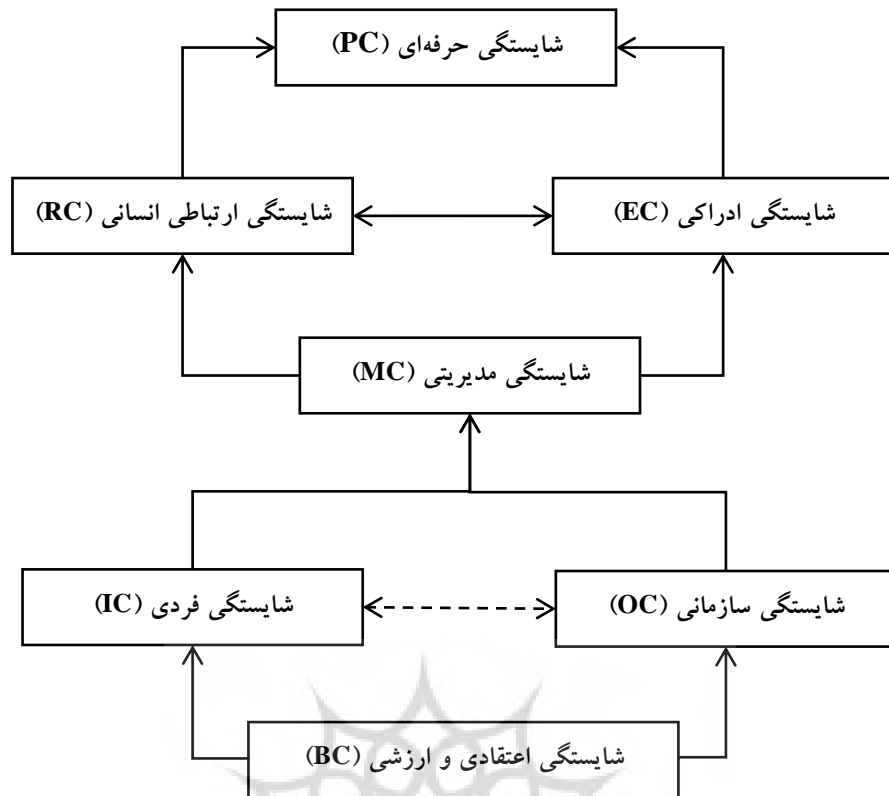 شایستگی حرفه‌ای (PC)
شایستگی ارتباطی انسانی (RC)
شایستگی ادراکی (EC)
شایستگی مدیریتی (MC)
شایستگی فردی (IC)
شایستگی سازمانی (OC)
شایستگی اعتقادی و ارزشی (BC)